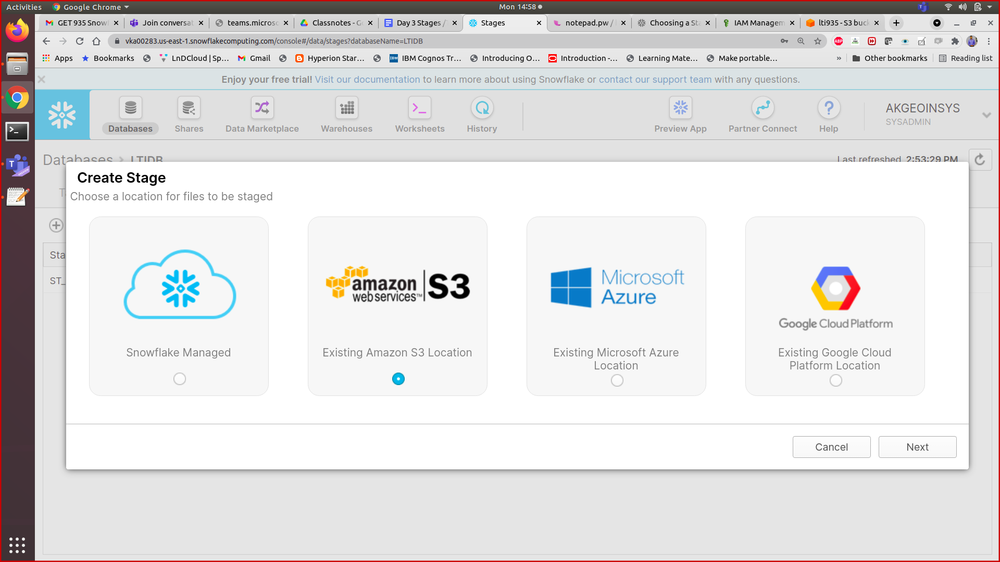 Activities
Google Chrome
Mon 14:58
GET 935 Snowf
Join conversat
teams.microso
Classnotes - Go
Day 3 Stages /T
Stages
notepad.pw /
Choosing a Sta
IAM Managem
lti935 - S3 buck
vka00283.us-east-1.snowflakecomputing.com/console#/data/stages?databaseName=LTIDB
ABP
Apps
Bookmarks
LnDCloud | Sp...
Gmail
Hyperion Star...
IBM Cognos Tr...
Introducing O...
Introduction -...
Learning Mate...
Make portable...
»
Other bookmarks
Reading list
Enjoy your free trial! Visit our documentation to learn more about using Snowflake or contact our support team with any questions.
Databases
Shares
Data Marketplace
Warehouses
Worksheets
History
Preview App
Partner Connect
Help
AKGEOINSYS
SYSADMIN
Databases > LTIDB
Last refreshed 2:53:29 PM
Create Stage
Choose a location for files to be staged
Sta
ST_
amazon
web services™
S3
Microsoft
Azure
Google Cloud Platform
Snowflake Managed
Existing Amazon S3 Location
Existing Microsoft Azure
Location
Existing Google Cloud
Platform Location
Cancel
Next